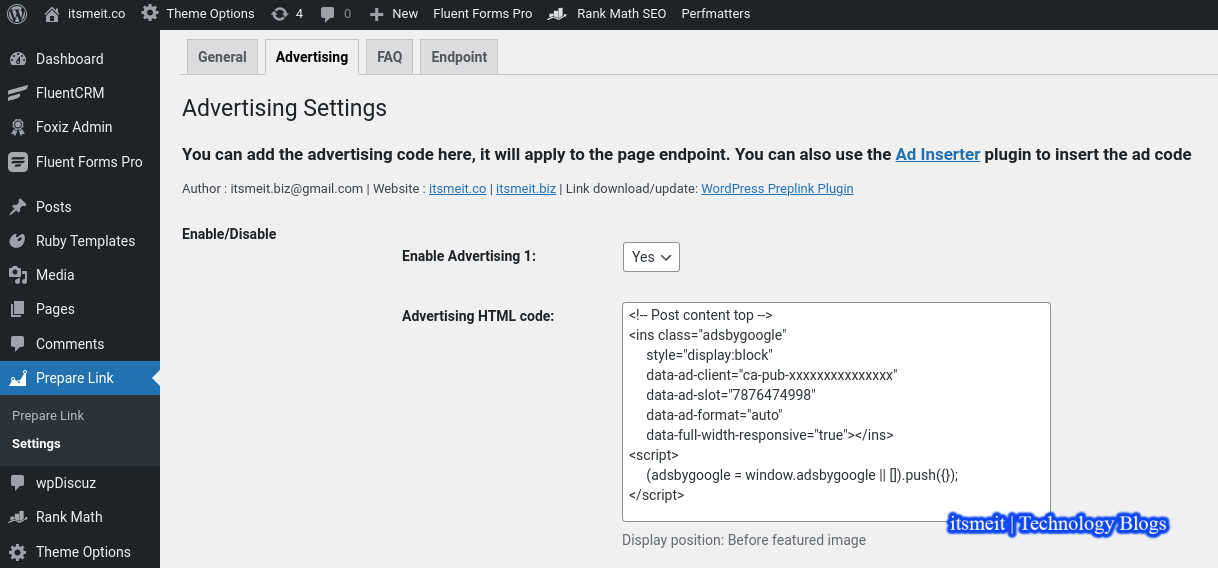 itsmeit.co Theme Options 4 0 New Fluent Forms Pro Rank Math SEO Perfmatters
Dashboard
FluentCRM
Foxiz Admin
Fluent Forms Pro
Posts
Ruby Templates
Media
Pages
Comments
Prepare Link
Prepare Link
Settings
wpDiscuz
Rank Math
Theme Options
General Advertising FAQ Endpoint
Advertising Settings
You can add the advertising code here, it will apply to the page endpoint. You can also use the Ad Inserter plugin to insert the ad code
Author : itsmeit.biz@gmail.com | Website : itsmeit.co | itsmeit.biz | Link download/update: WordPress Preplink Plugin
Enable/Disable
Enable Advertising 1: Yes
Advertising HTML code:
<!-- Post content top -->
<ins class="adsbygoogle"
style="display:block"
data-ad-client="ca-pub-xxxxxxxxxxxxxxx"
data-ad-slot="7876474998"
data-ad-format="auto"
data-full-width-responsive="true"></ins>
<script>
(adsbygoogle = window.adsbygoogle || []).push({});
</script>
itsmeit | Technology Blogs
Display position: Before featured image